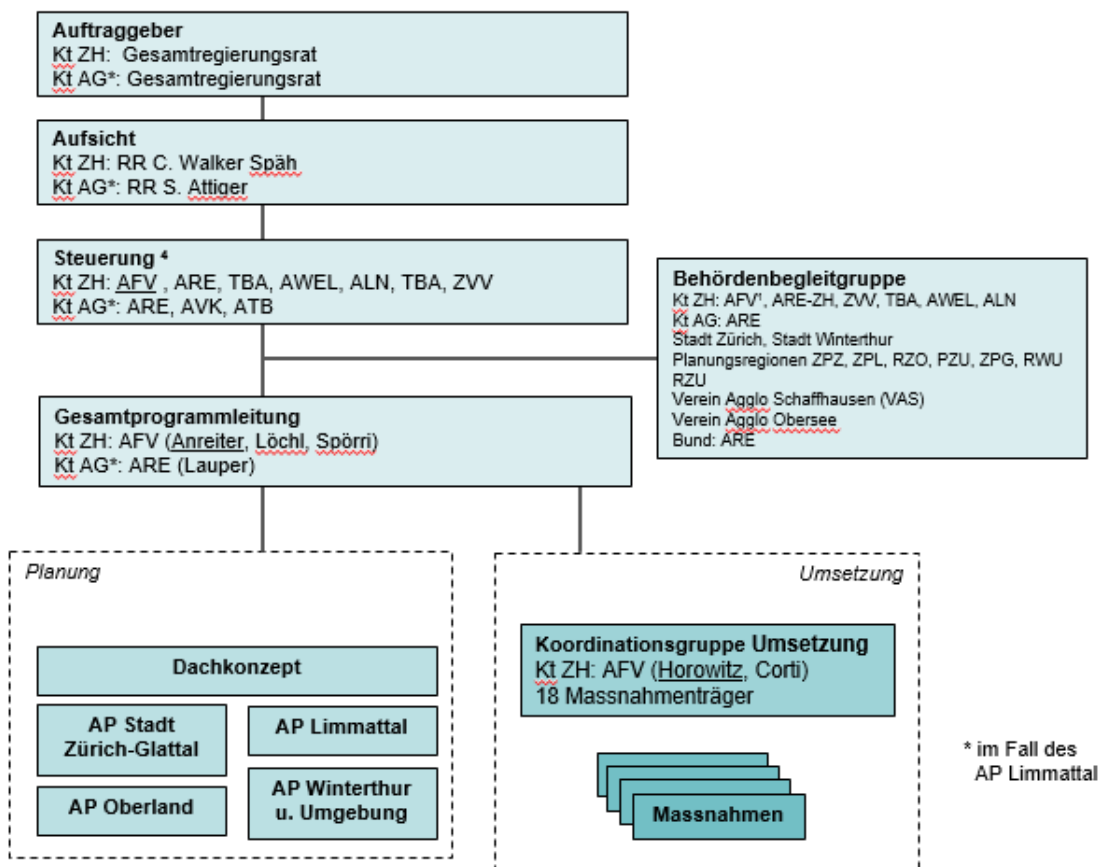 Auftraggeber
Kt ZH: Gesamtregierungsrat
Kt AG*: Gesamtregierungsrat
Aufsicht
Kt ZH: RR C. Walker Späh
Kt AG*: RR S. Attiger
Steuerung ⁴
Kt ZH: AFV , ARE, TBA, AWEL, ALN, TBA, ZVV
Kt AG*: ARE, AVK, ATB
Behördenbegleitgruppe
Kt ZH: AFV¹, ARE-ZH, ZVV, TBA, AWEL, ALN
Kt AG: ARE
Stadt Zürich, Stadt Winterthur
Planungsregionen ZPZ, ZPL, RZO, PZU, ZPG, RWU
RZU
Verein Agglo Schaffhausen (VAS)
Verein Agglo Obersee
Bund: ARE
Gesamtprogrammleitung
Kt ZH: AFV (Anreiter, Löchl, Spörri)
Kt AG*: ARE (Lauper)
Planung
Dachkonzept
AP Stadt
Zürich-Glattal
AP Limmattal
AP Oberland
AP Winterthur
u. Umgebung
Umsetzung
Koordinationsgruppe Umsetzung
Kt ZH: AFV (Horowitz, Corti)
18 Massnahmenträger
Massnahmen
* im Fall des
AP Limmattal